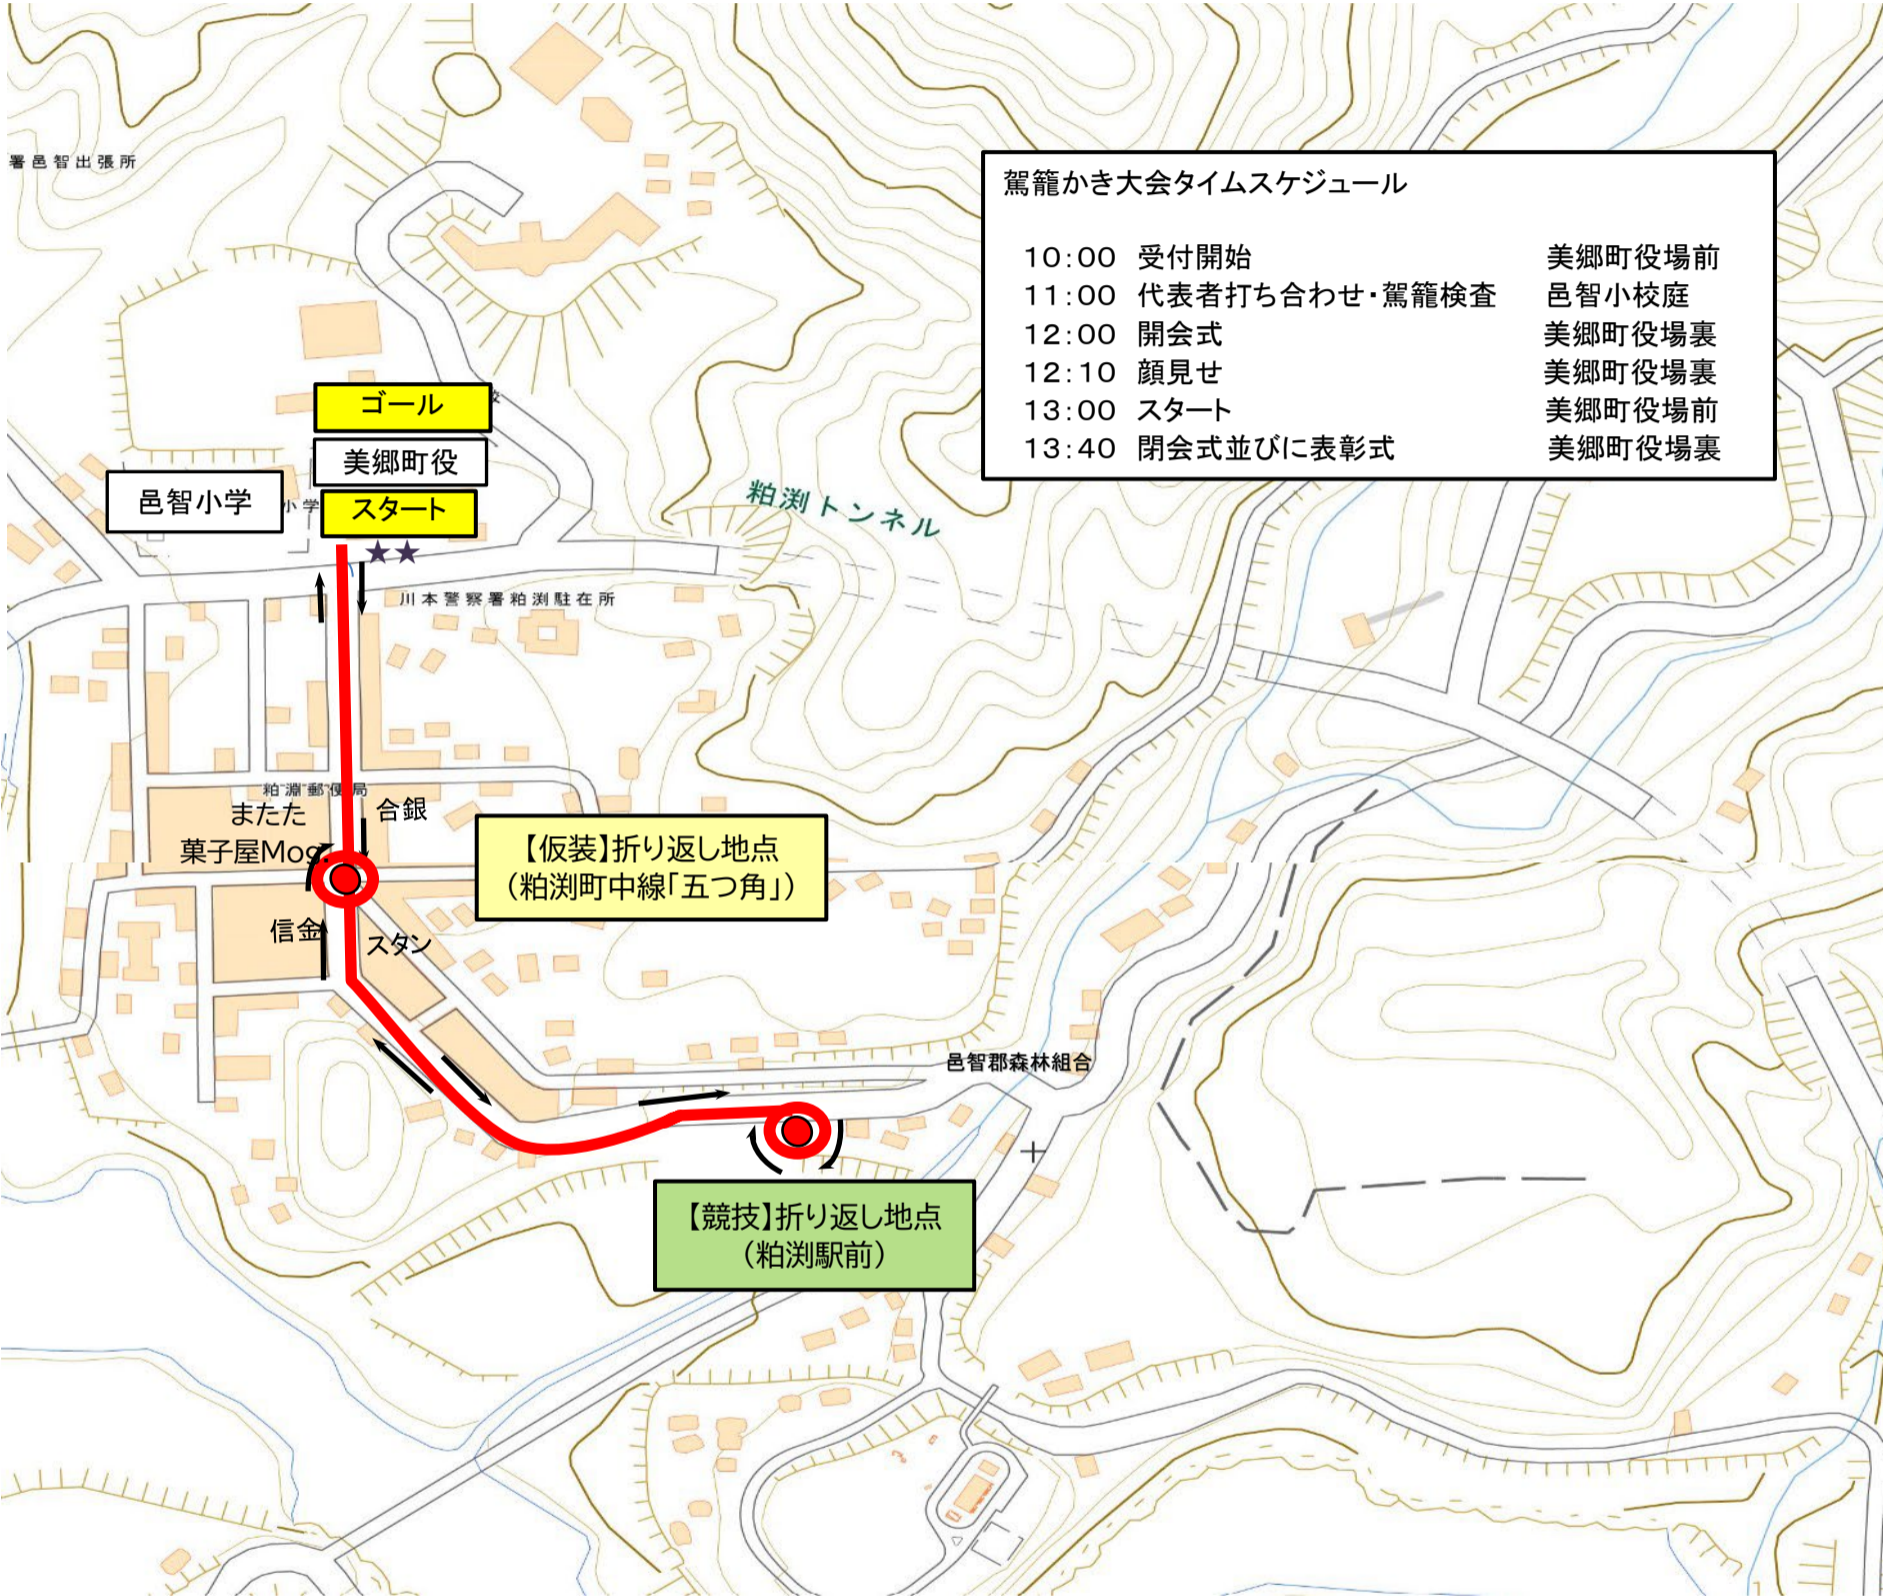 署邑智出張所
駕籠かき大会タイムスケジュール
10:00 受付開始 美郷町役場前
11:00 代表者打ち合わせ・駕籠検査 邑智小校庭
12:00 開会式 美郷町役場裏
12:10 顔見せ 美郷町役場裏
13:00 スタート 美郷町役場前
13:40 閉会式並びに表彰式 美郷町役場裏
ゴール
美郷町役
邑智小学
小学
スタート
★★
粕渕トンネル
川本警察署粕渕駐在所
粕淵郵便局
またた
合銀
菓子屋Mog.
【仮装】折り返し地点
（粕渕町中線「五つ角」）
信金
スタン
邑智郡森林組合
【競技】折り返し地点
（粕渕駅前）